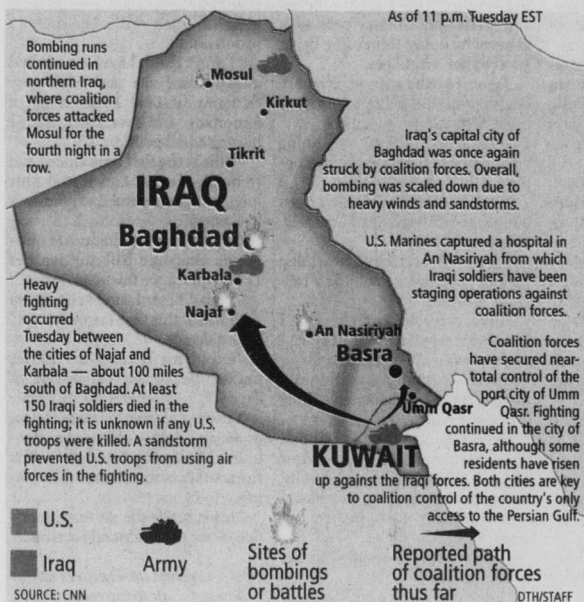 As of 11 p.m. Tuesday EST
Bombing runs
continued in
northern Iraq,
where coalition
forces attacked
Mosul for the
fourth night in a
row.
Mosul
Kirkut
Tikrit
IRAQ
Baghdad
Karbala
Najaf
An Nasiriyah
Basra
Umm Qasr
KUWAIT
Iraq's capital city of
Baghdad was once again
struck by coalition forces. Overall,
bombing was scaled down due to
heavy winds and sandstorms.
U.S. Marines captured a hospital in
An Nasiriyah from which
Iraqi soldiers have been
staging operations against
coalition forces.
Heavy
fighting
occurred
Tuesday between
the cities of Najaf and
Karbala — about 100 miles
south of Baghdad. At least
150 Iraqi soldiers died in the
fighting; it is unknown if any U.S.
troops were killed. A sandstorm
prevented U.S. troops from using air
forces in the fighting.
Coalition forces
have secured near-
total control of the
port city of Umm
Qasr. Fighting
continued in the city of
Basra, although some
residents have risen
up against the Iraqi forces. Both cities are key
to coalition control of the country's only
access to the Persian Gulf.
U.S.
Iraq
Army
Sites of
bombings
or battles
Reported path
of coalition forces
thus far
SOURCE: CNN
DTH/STAFF